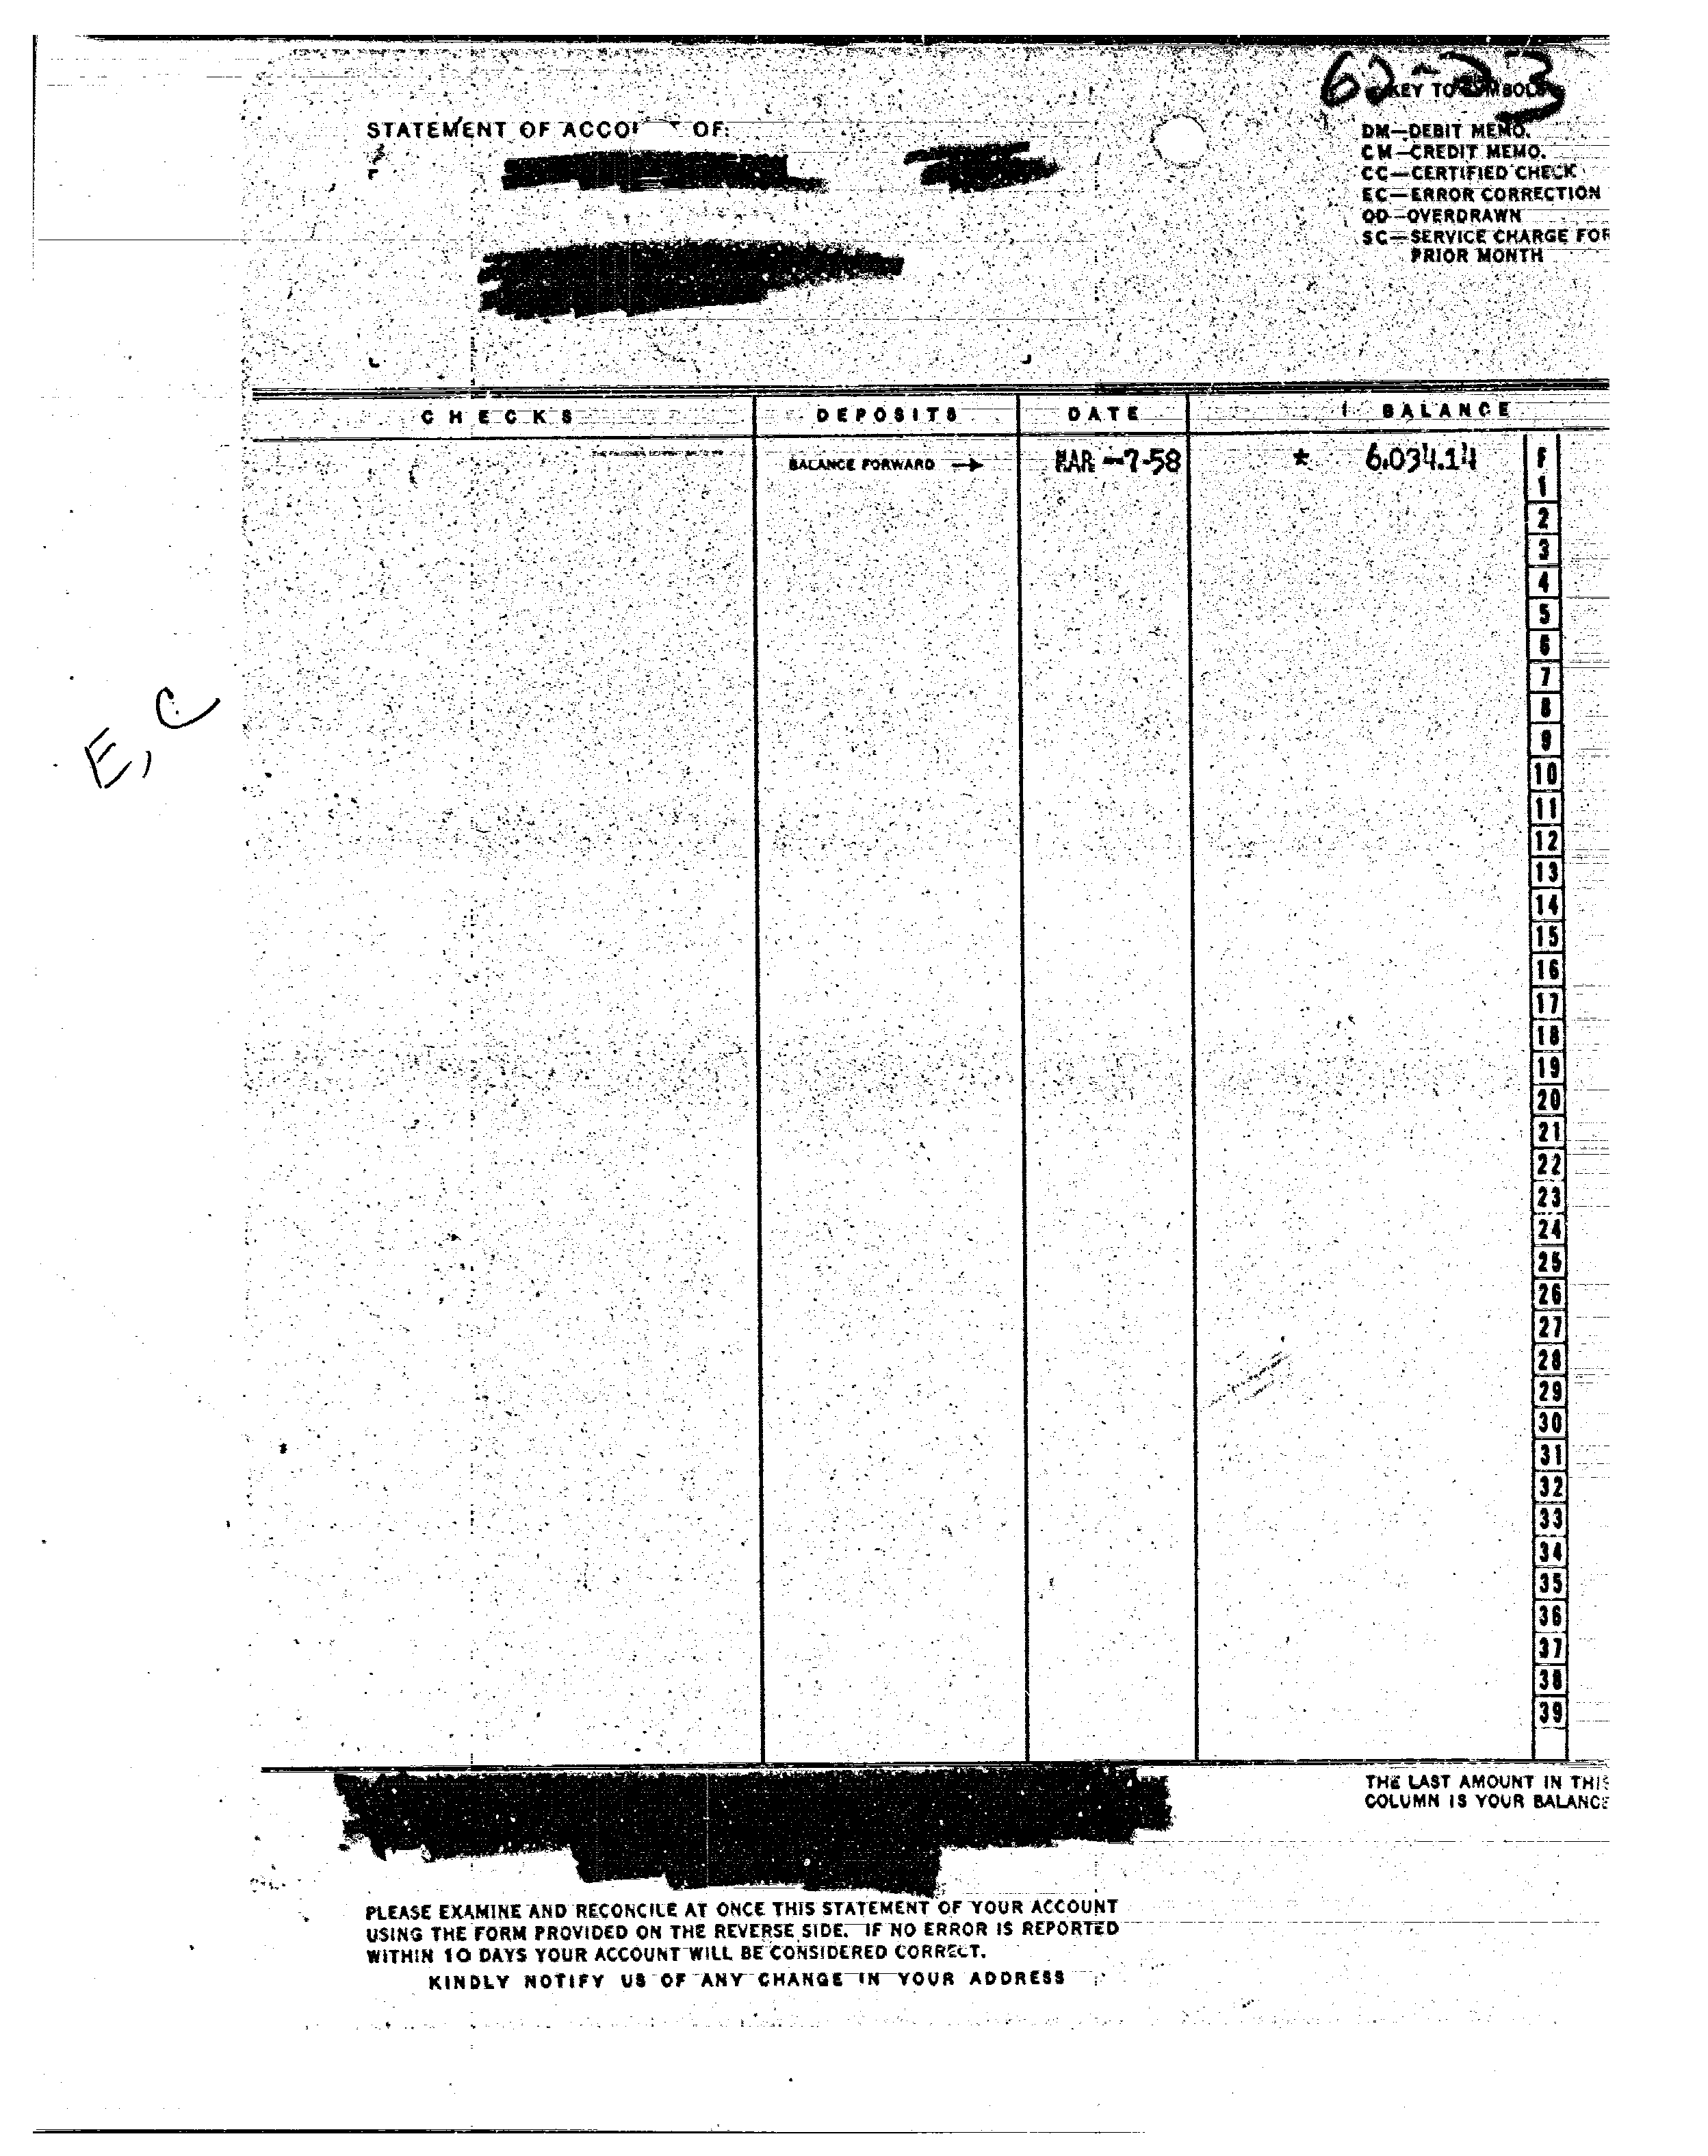 62-23
KEY TO SYMBOLS
STATEMENT OF ACCOUNT OF:
DM—DEBIT MEMO.
CM—CREDIT MEMO.
CC—CERTIFIED CHECK
EC—ERROR CORRECTION
OD—OVERDRAWN
SC—SERVICE CHARGE FOR
PRIOR MONTH
CHECKS DEPOSITS DATE BALANCE
BALANCE FORWARD → MAR -7-58 * 6,034.14 F
1
2
3
4
5
6
7
8
9
10
11
12
13
14
15
16
17
18
19
20
21
22
23
24
25
26
27
28
29
30
31
32
33
34
35
36
37
38
39
E, C
THE LAST AMOUNT IN THIS
COLUMN IS YOUR BALANCE
PLEASE EXAMINE AND RECONCILE AT ONCE THIS STATEMENT OF YOUR ACCOUNT
USING THE FORM PROVIDED ON THE REVERSE SIDE. IF NO ERROR IS REPORTED
WITHIN 10 DAYS YOUR ACCOUNT WILL BE CONSIDERED CORRECT.
KINDLY NOTIFY US OF ANY CHANGE IN YOUR ADDRESS